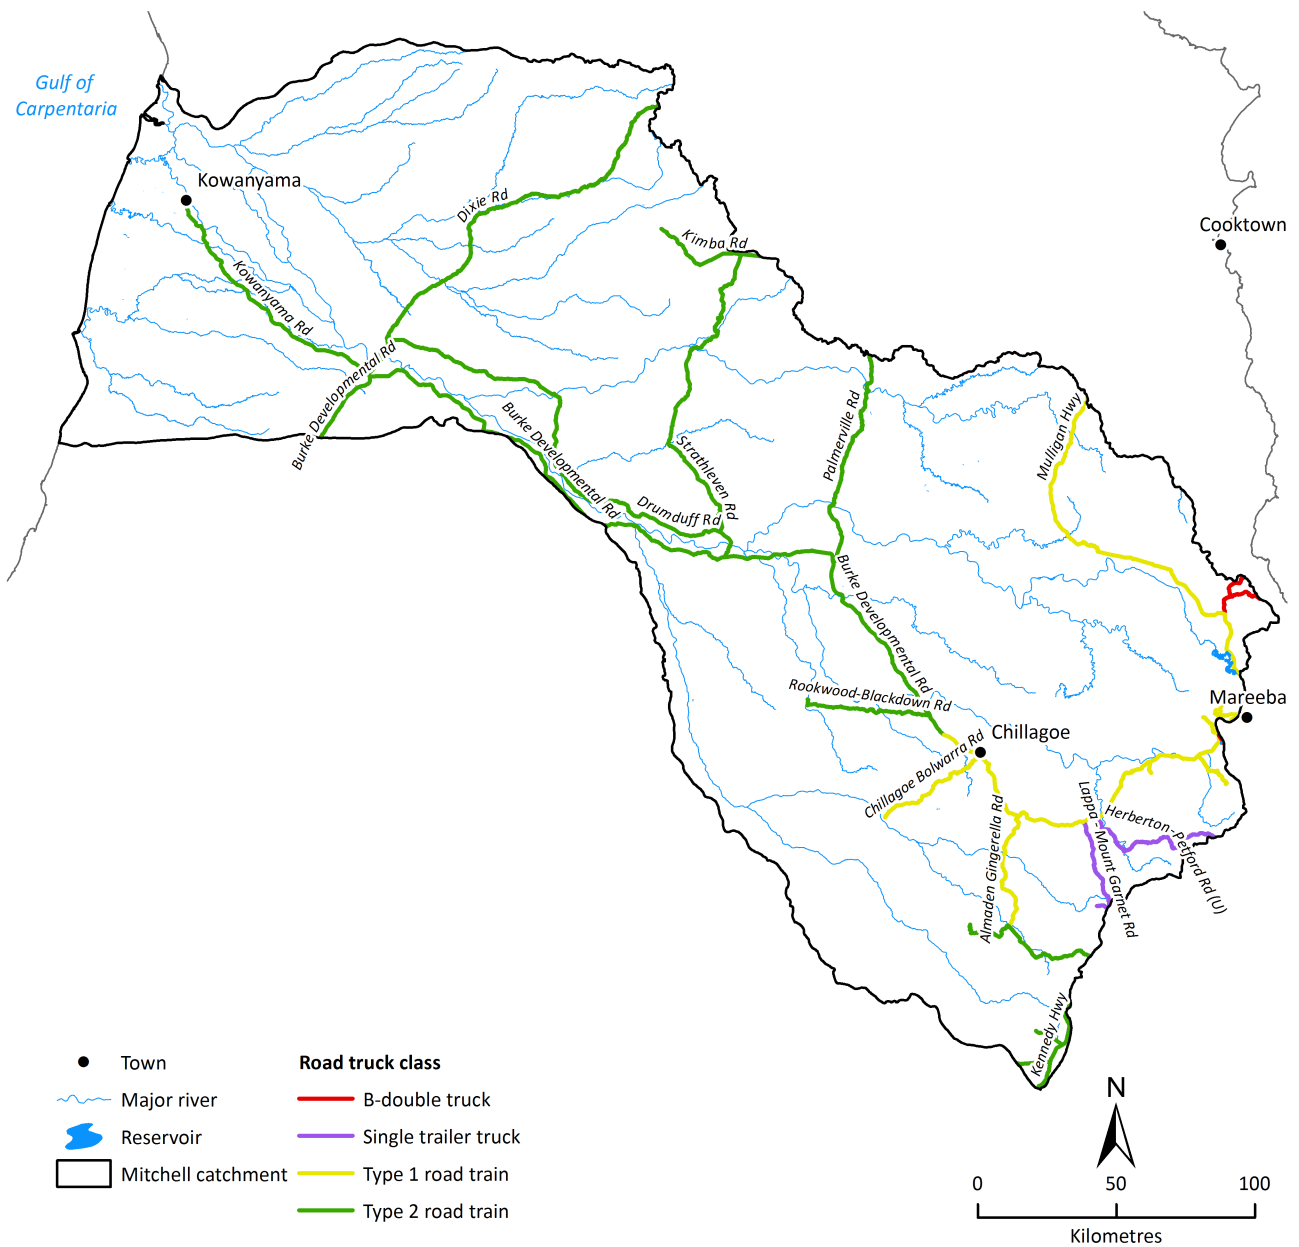 Gulf of
Carpentaria
Kowanyama
Cooktown
Dixie Rd
Kimba Rd
Kowanyama Rd
Burke Developmental Rd
Mulligan Hwy
Palmerville Rd
Burke Developmental Rd
Strathleven Rd
Drumduff Rd
Burke Developmental Rd
Rookwood-Blackdown Rd
Mareeba
Chillagoe
Chillagoe Bolwarra Rd
Almaden Gingerella Rd
Lappa - Mount Garnet Rd
Herberton-Petford Rd (U)
Kennedy Hwy
Town
Major river
Reservoir
Mitchell catchment
Road truck class
B-double truck
Single trailer truck
Type 1 road train
Type 2 road train
N
0 50 100
Kilometres